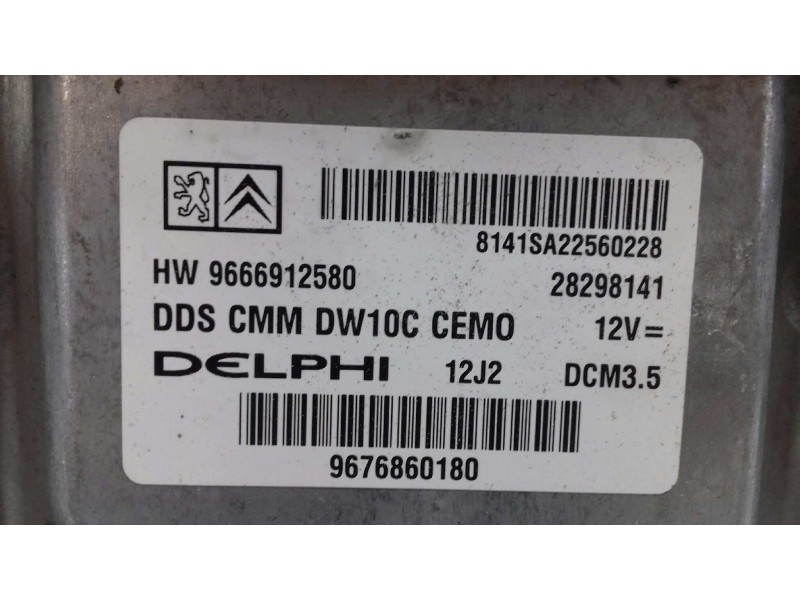 8141SA22560228
HW 9666912580 28298141
DDS CMM DW10C CEMO 12V=
DELPHI 12J2 DCM3.5
9676860180